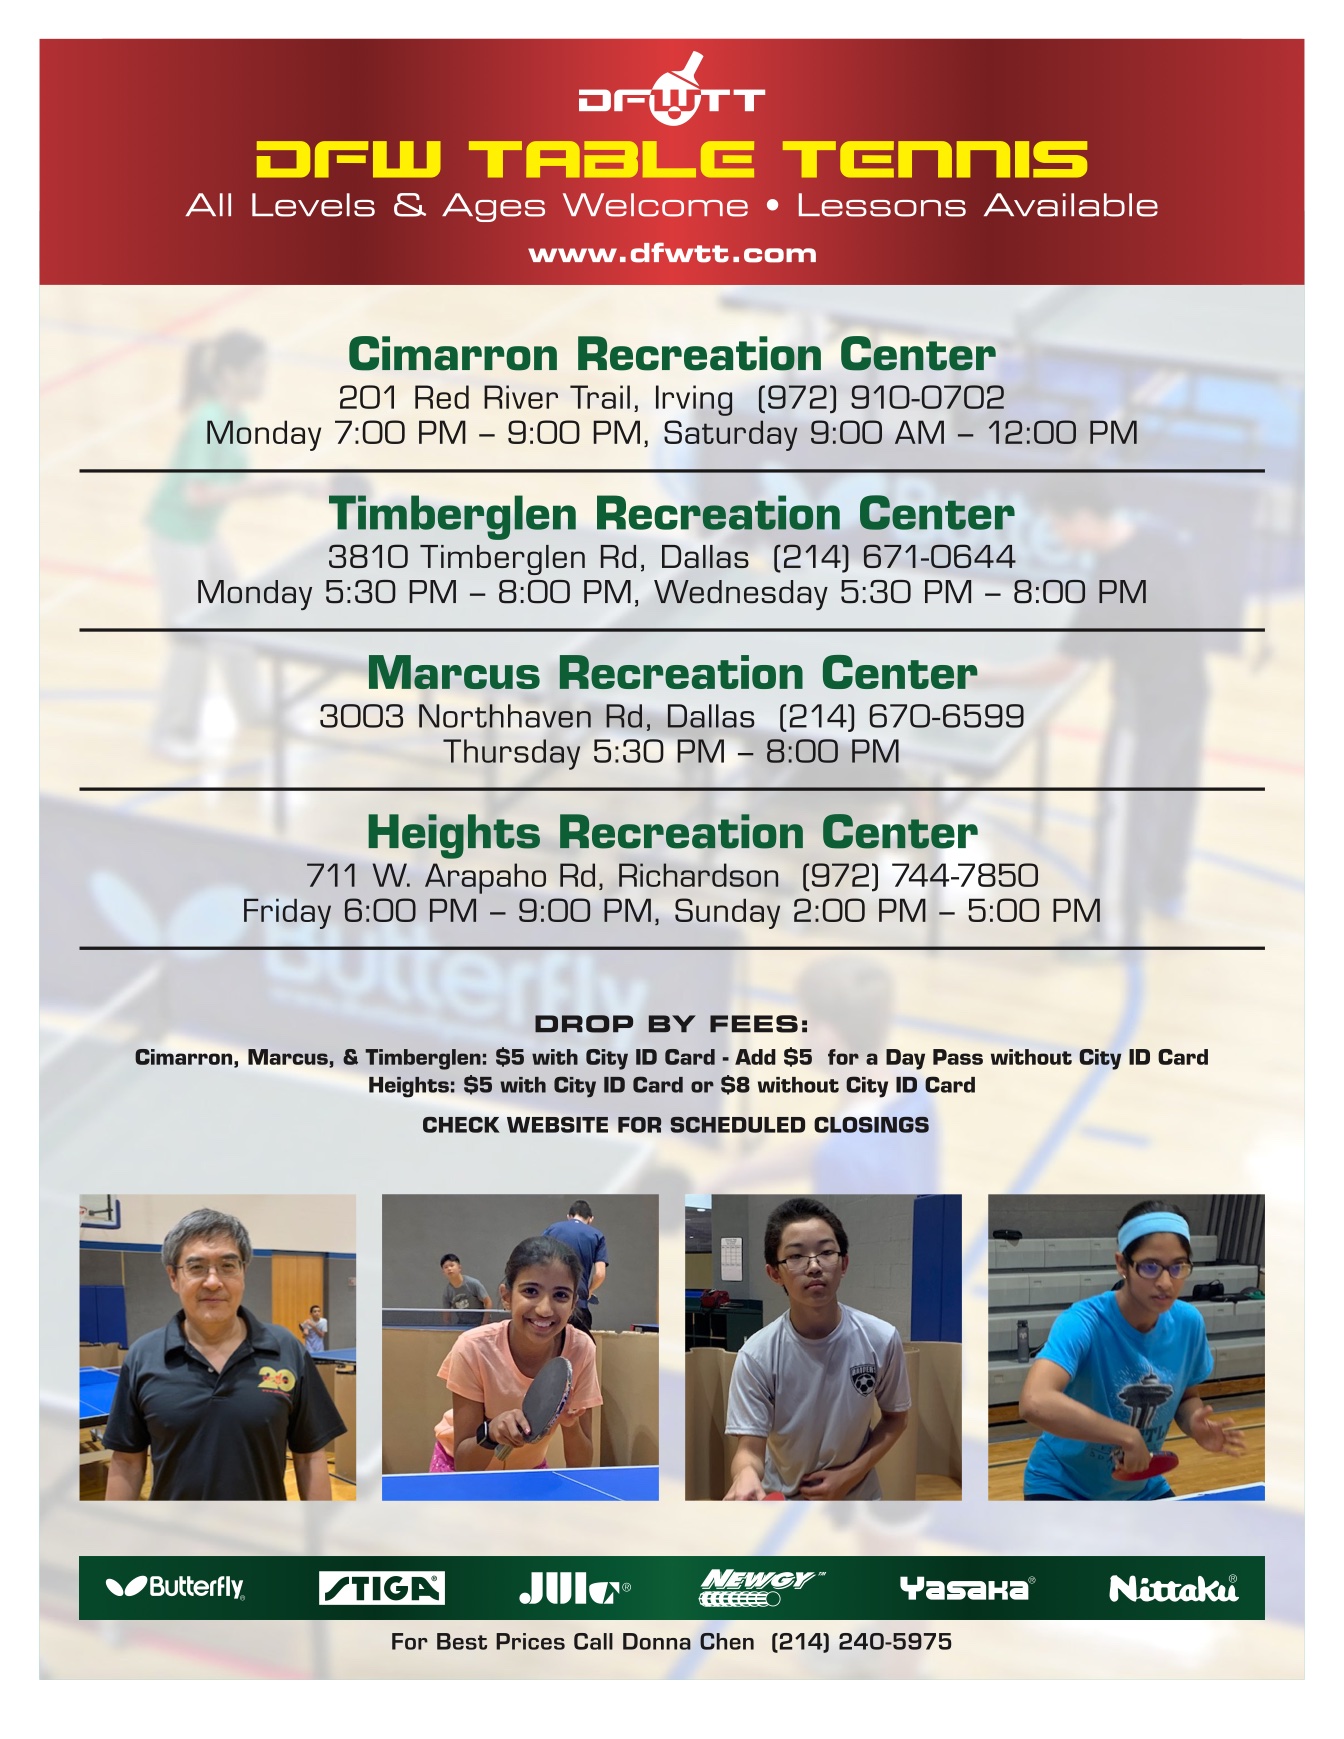 DFWTT
DFW TABLE TENNIS
All Levels & Ages Welcome • Lessons Available
www.dfwtt.com
Cimarron Recreation Center
201 Red River Trail, Irving  (972) 910-0702
Monday 7:00 PM – 9:00 PM, Saturday 9:00 AM – 12:00 PM
Timberglen Recreation Center
3810 Timberglen Rd, Dallas  (214) 671-0644
Monday 5:30 PM – 8:00 PM, Wednesday 5:30 PM – 8:00 PM
Marcus Recreation Center
3003 Northhaven Rd, Dallas  (214) 670-6599
Thursday 5:30 PM – 8:00 PM
Heights Recreation Center
711 W. Arapaho Rd, Richardson  (972) 744-7850
Friday 6:00 PM – 9:00 PM, Sunday 2:00 PM – 5:00 PM
Butterfly
DROP BY FEES:
Cimarron, Marcus, & Timberglen: $5 with City ID Card - Add $5  for a Day Pass without City ID Card
Heights: $5 with City ID Card or $8 without City ID Card
CHECK WEBSITE FOR SCHEDULED CLOSINGS
20
Butterfly® STIGA® JUIC® NEWGY™ Yasaka® Nittaku®
For Best Prices Call Donna Chen  (214) 240-5975